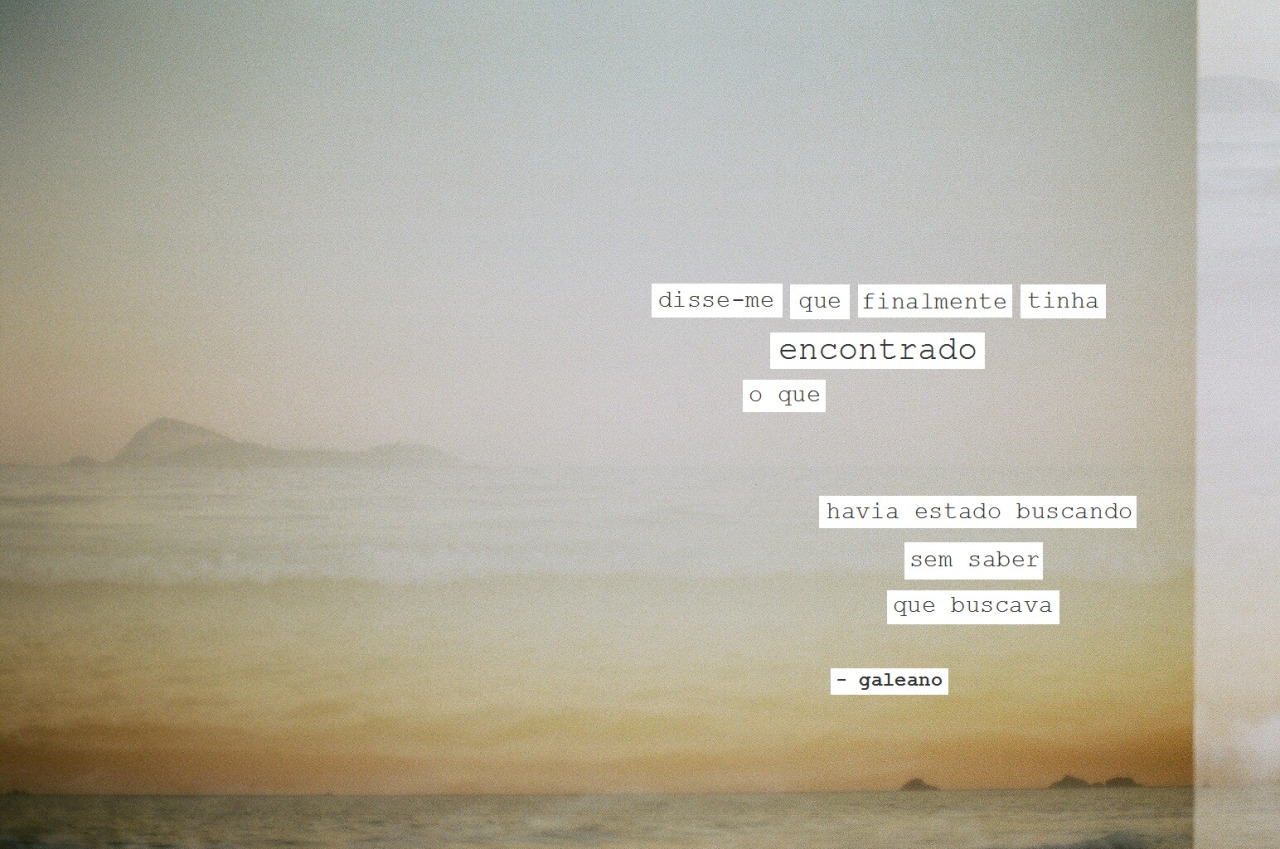 disse-me que finalmente tinha
encontrado
o que
havia estado buscando
sem saber
que buscava
- galeano